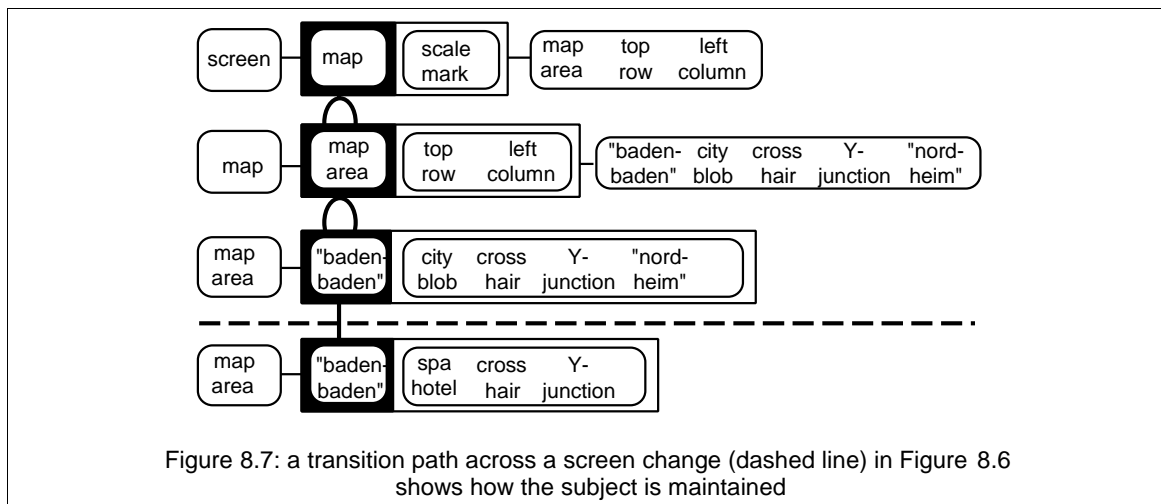 screen map scale mark map area top row left column
map map area top row left column "baden- baden" city blob cross hair Y- junction "nord- heim"
map area "baden- baden" city blob cross hair Y- junction "nord- heim"
map area "baden- baden" spa hotel cross hair Y- junction
Figure 8.7: a transition path across a screen change (dashed line) in Figure 8.6
shows how the subject is maintained